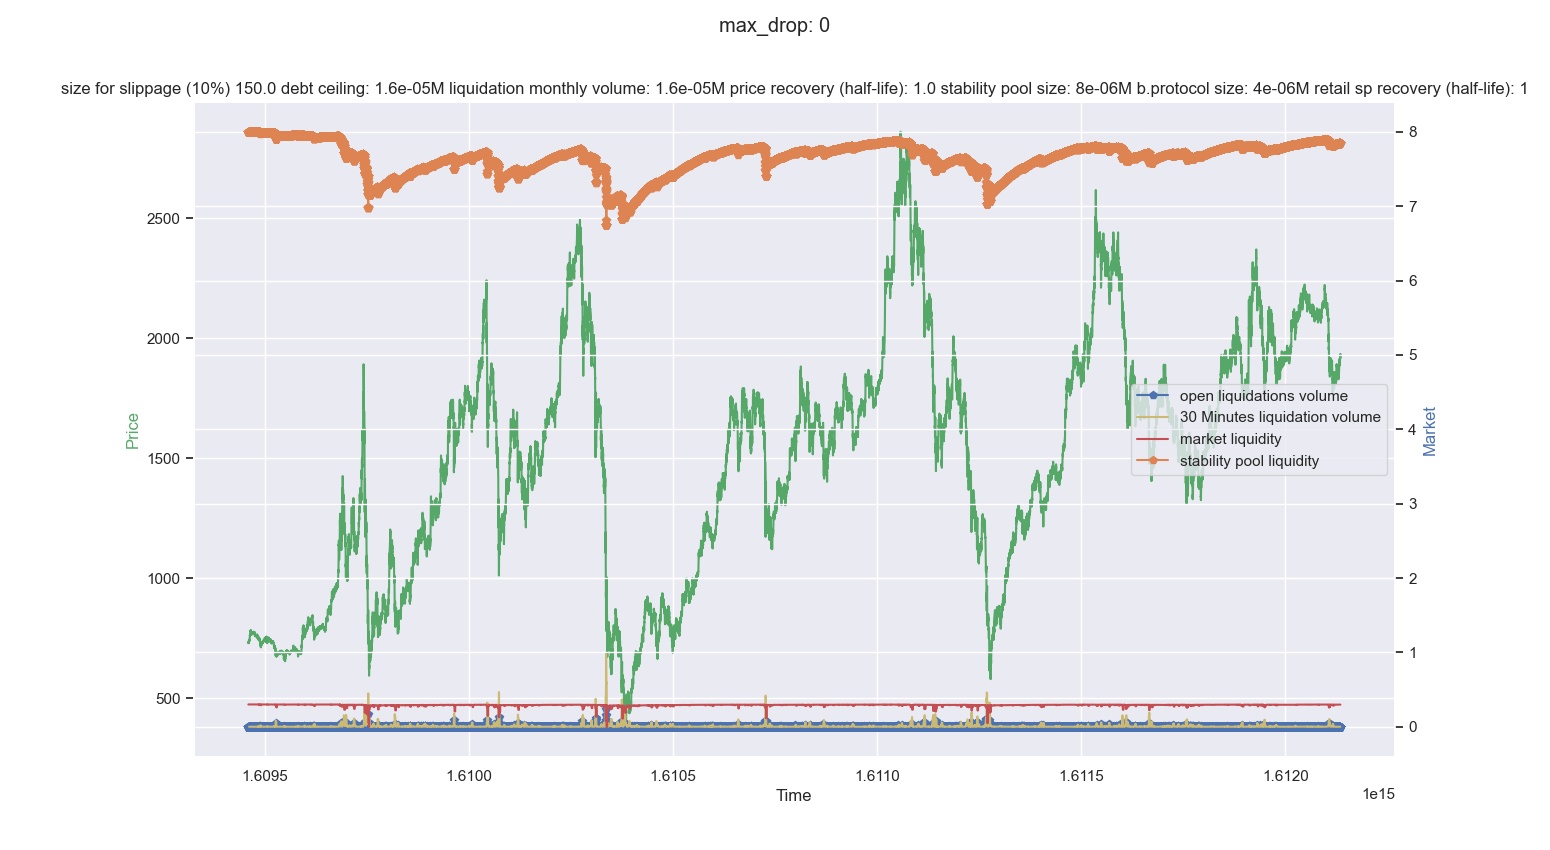 max_drop: 0
size for slippage (10%) 150.0 debt ceiling: 1.6e-05M liquidation monthly volume: 1.6e-05M price recovery (half-life): 1.0 stability pool size: 8e-06M b.protocol size: 4e-06M retail sp recovery (half-life): 1
8
7
6
5
4
3
2
1
0
2500
2000
1500
1000
500
Price
Market
open liquidations volume
30 Minutes liquidation volume
market liquidity
stability pool liquidity
1.6095
1.6100
1.6105
1.6110
1.6115
1.6120
Time
1e15